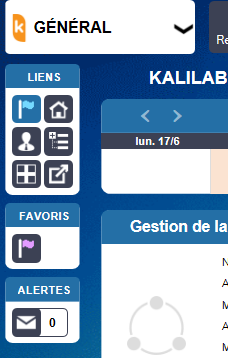 GÉNÉRAL
Re
LIENS
KALILAB
lun. 17/6
FAVORIS
Gestion de la
ALERTES
0
N
A
M
A
M